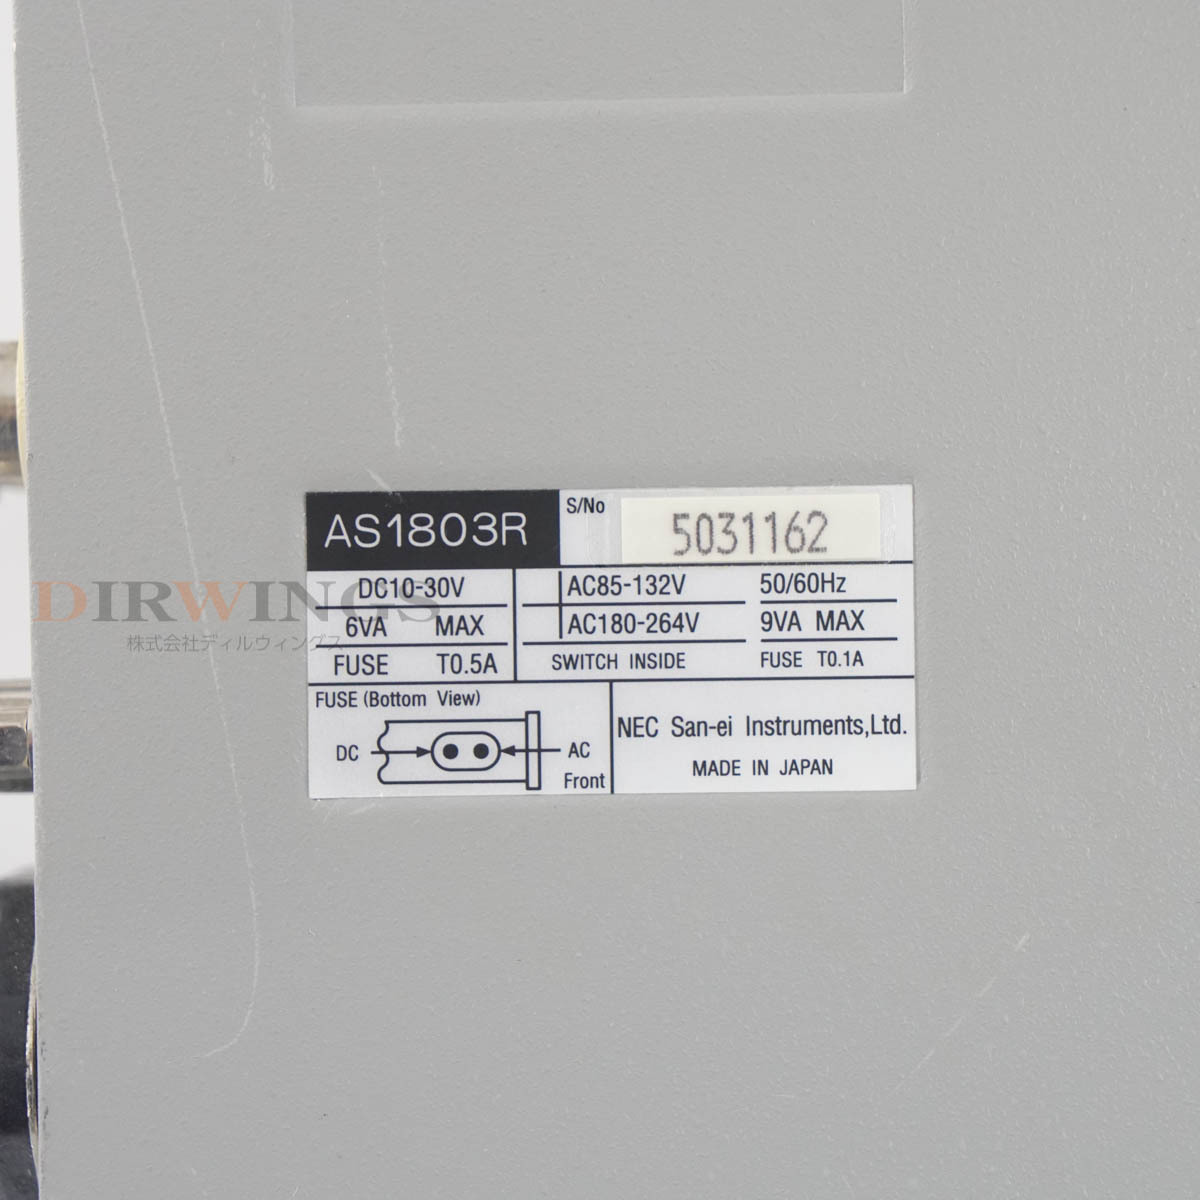 AS1803R
S/No
5031162
DC10-30V
AC85-132V 50/60Hz
6VA MAX
AC180-264V 9VA MAX
FUSE T0.5A
SWITCH INSIDE FUSE T0.1A
FUSE (Bottom View)
DC
AC
Front
NEC San-ei Instruments,Ltd.
MADE IN JAPAN
DIRWINGS
株式会社ディルウィングス